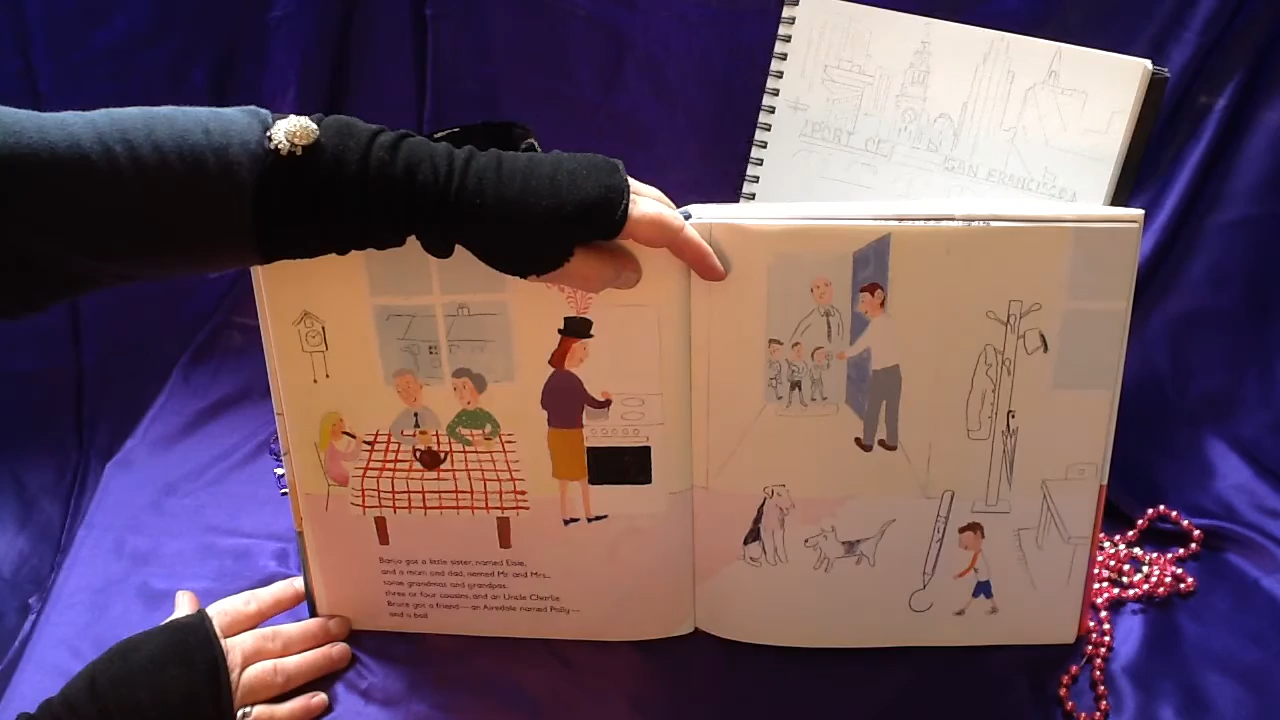 PORT OF SAN FRANCISCO
Banjo got a little sister, named Elsie,
and a mom and dad, named Mr. and Mrs.,
some grandmas and grandpas,
three or four cousins, and an Uncle Charlie.
Bruce got a friend—an Airedale named Polly—
and a ball.